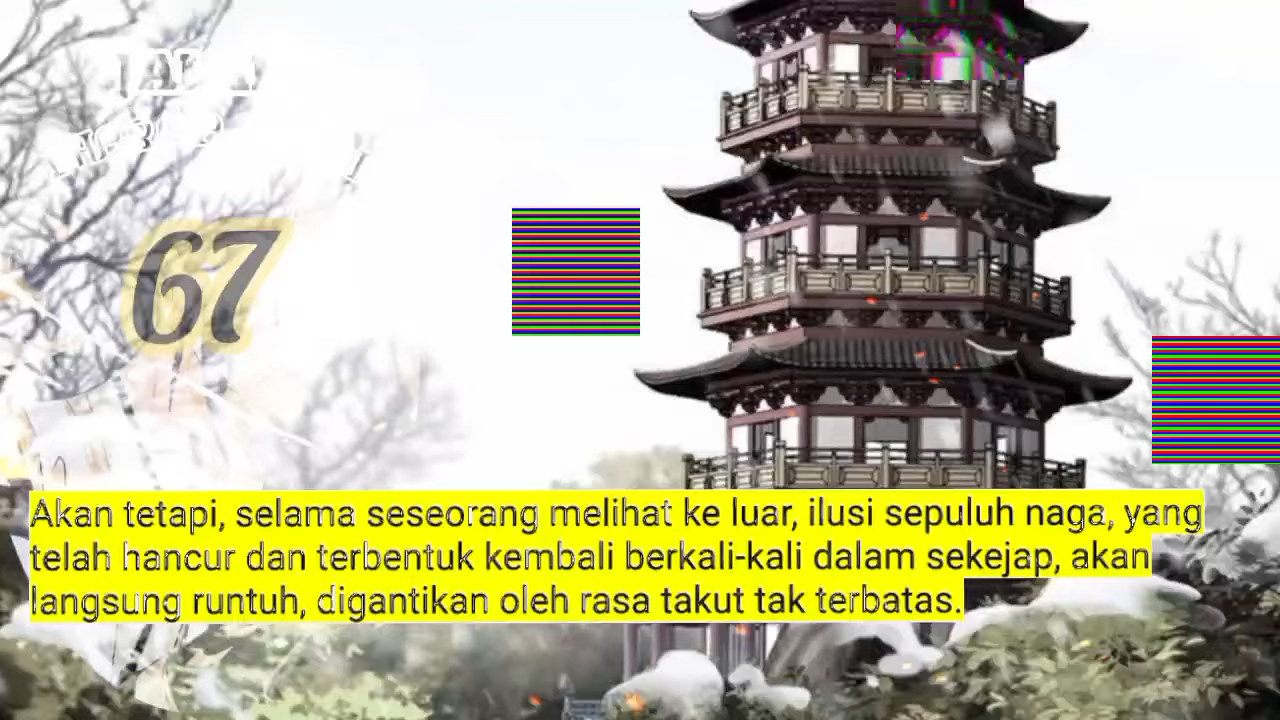 67
Akan tetapi, selama seseorang melihat ke luar, ilusi sepuluh naga, yang
telah hancur dan terbentuk kembali berkali-kali dalam sekejap, akan
langsung runtuh, digantikan oleh rasa takut tak terbatas.